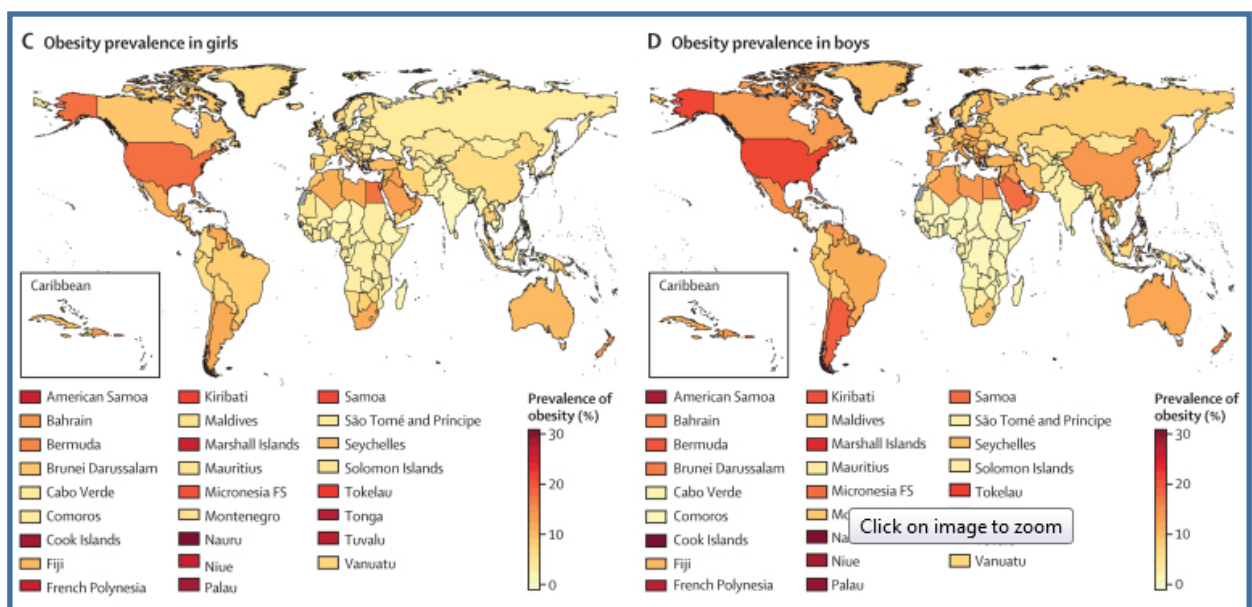 C Obesity prevalence in girls
Caribbean
American Samoa
Bahrain
Bermuda
Brunei Darussalam
Cabo Verde
Comoros
Cook Islands
Fiji
French Polynesia
Kiribati
Maldives
Marshall Islands
Mauritius
Micronesia FS
Montenegro
Nauru
Niue
Palau
Samoa
São Tomé and Príncipe
Seychelles
Solomon Islands
Tokelau
Tonga
Tuvalu
Vanuatu
Prevalence of
obesity (%)
30
20
10
0
D Obesity prevalence in boys
Caribbean
American Samoa
Bahrain
Bermuda
Brunei Darussalam
Cabo Verde
Comoros
Cook Islands
Fiji
French Polynesia
Kiribati
Maldives
Marshall Islands
Mauritius
Micronesia FS
Niue
Palau
Samoa
São Tomé and Príncipe
Seychelles
Solomon Islands
Tokelau
Vanuatu
Click on image to zoom
Prevalence of
obesity (%)
30
20
10
0